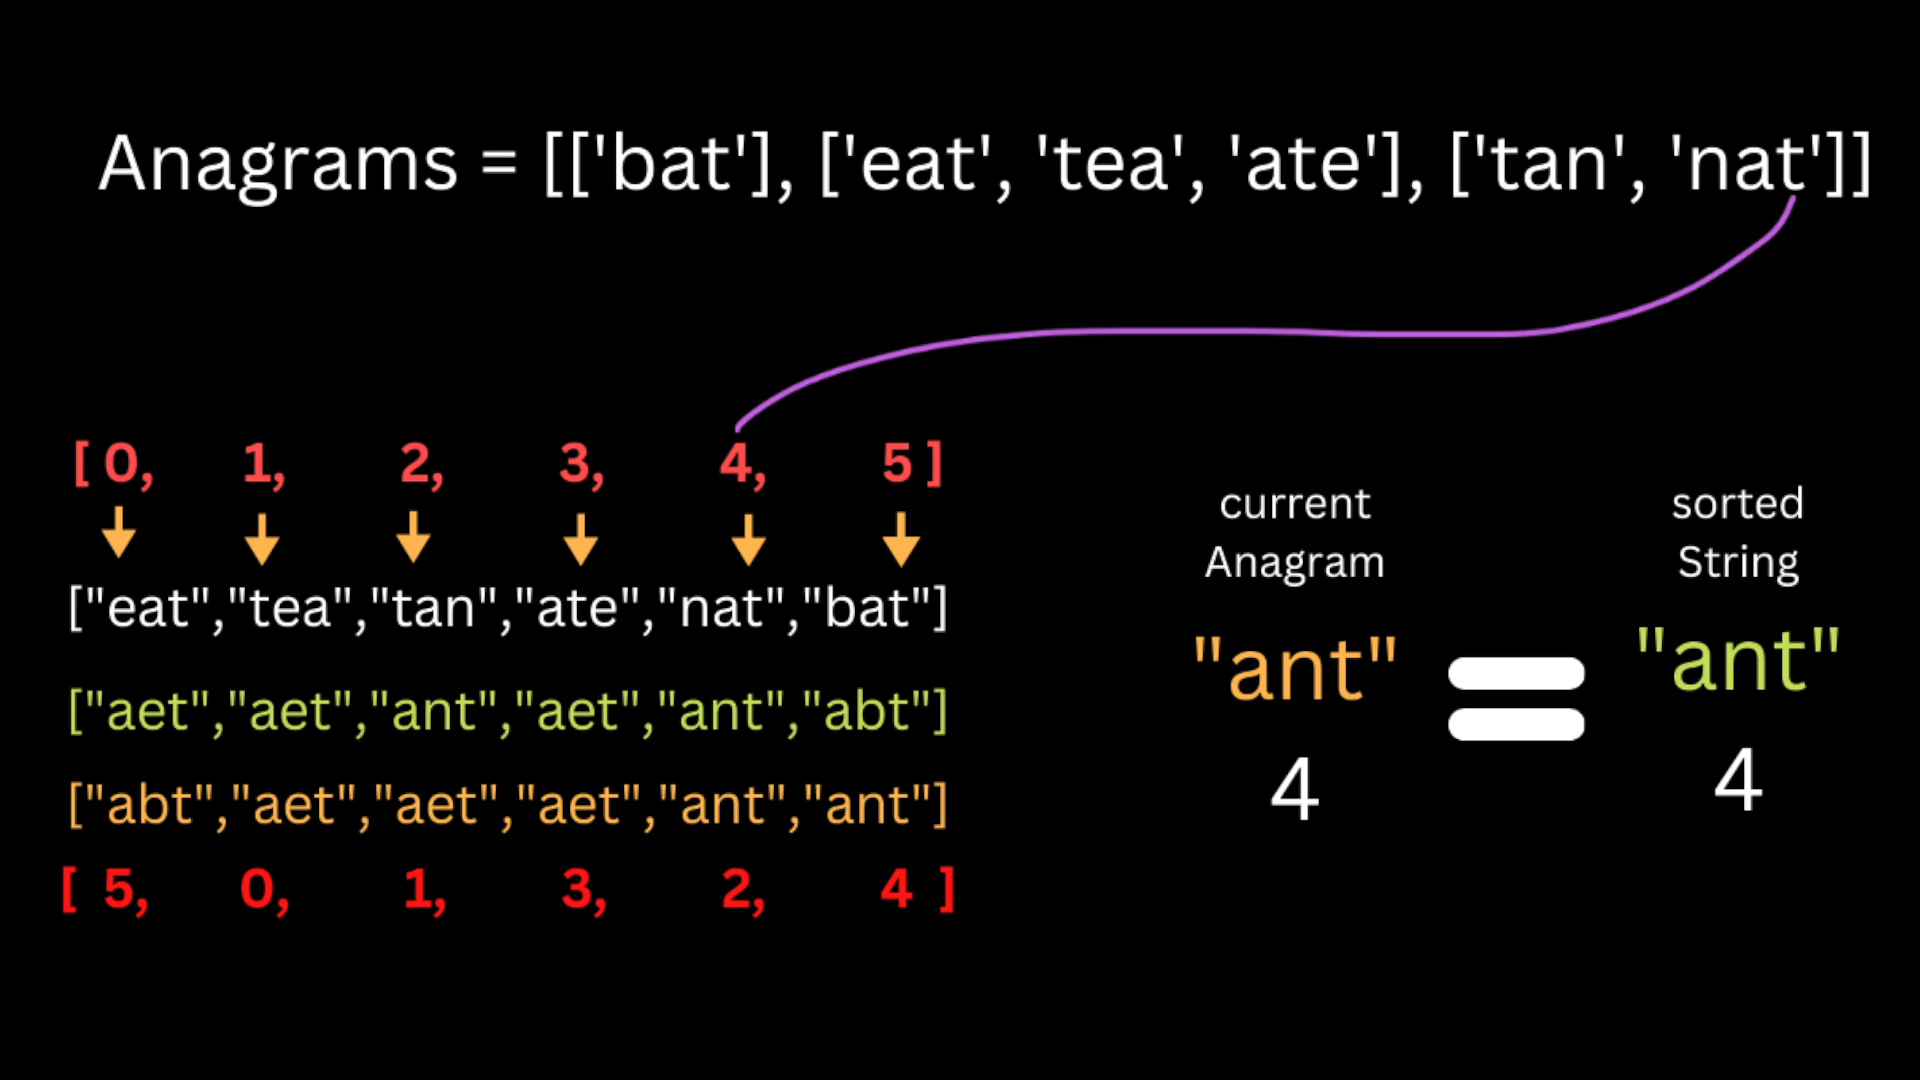 Anagrams = [['bat'], ['eat', 'tea', 'ate'], ['tan', 'nat']]
[ 0, 1, 2, 3, 4, 5 ]
["eat","tea","tan","ate","nat","bat"]
["aet","aet","ant","aet","ant","abt"]
["abt","aet","aet","aet","ant","ant"]
[ 5, 0, 1, 3, 2, 4 ]
current
Anagram
"ant"
4
=
sorted
String
"ant"
4